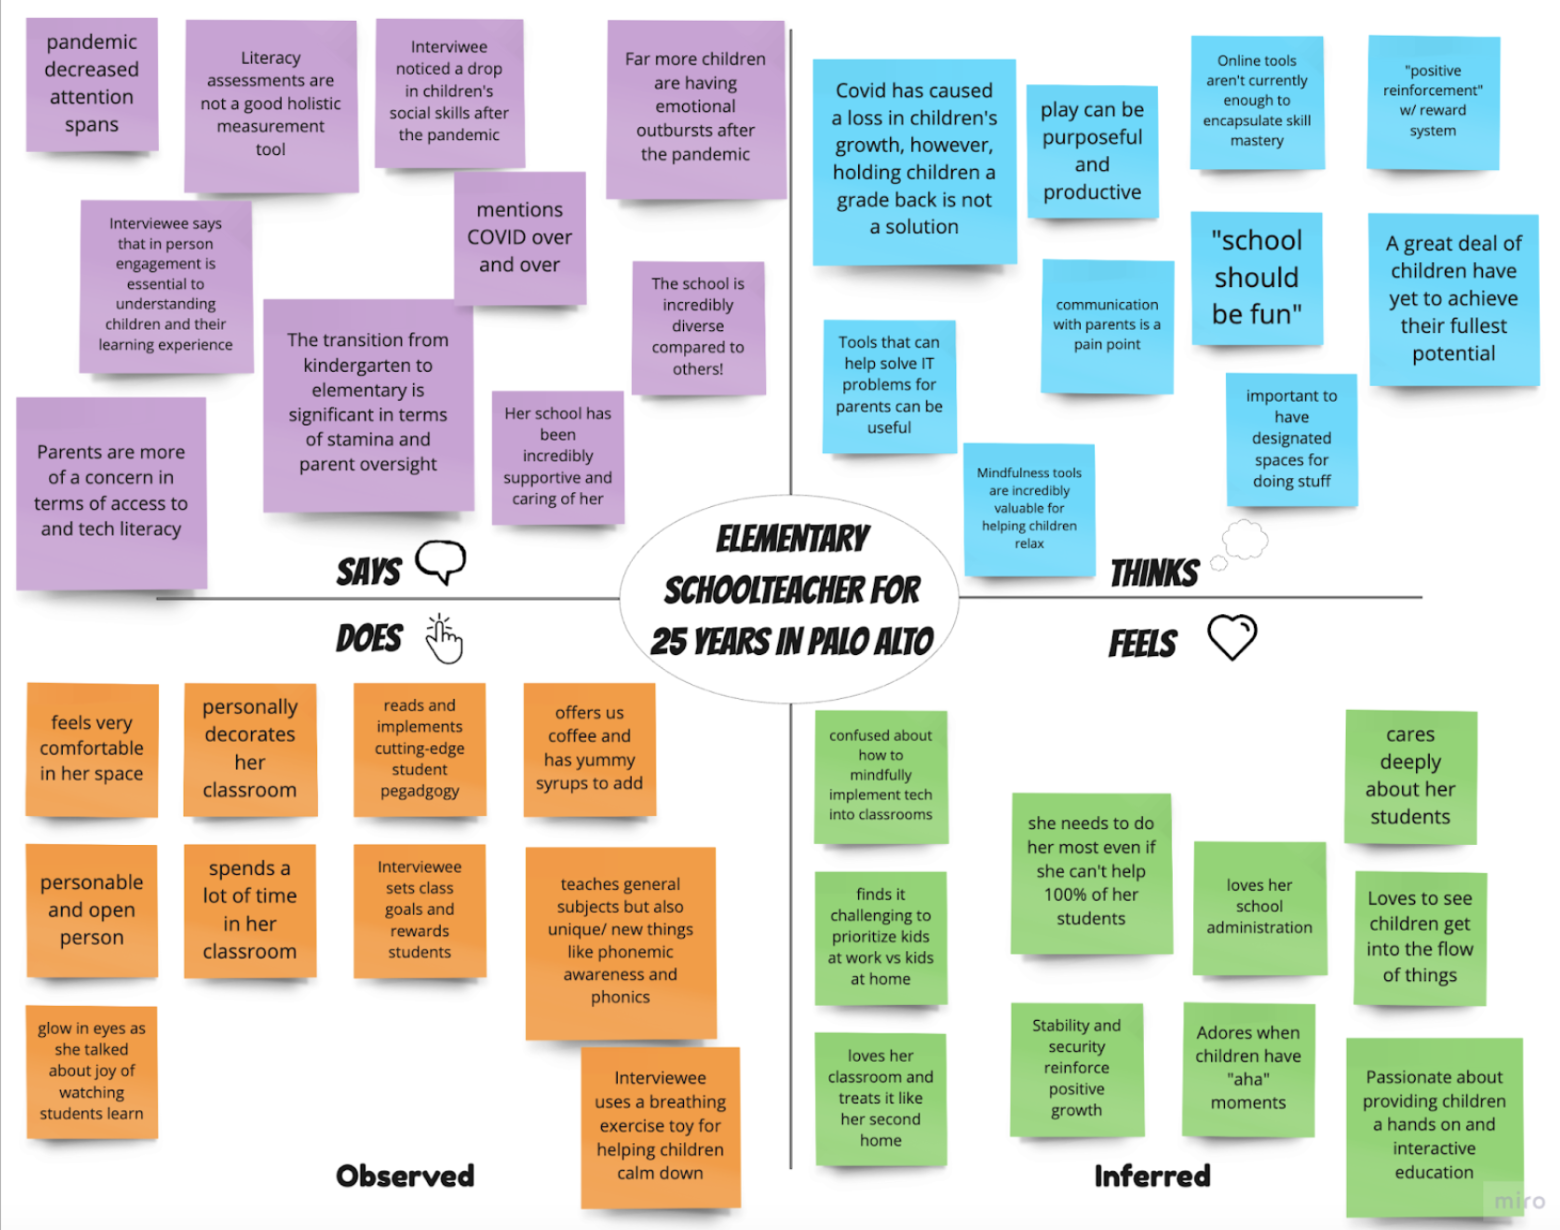 pandemic
decreased
attention
spans
Literacy
assessments are
not a good holistic
measurement
tool
Interviwee
noticed a drop
in children's
social skills after
the pandemic
Far more children
are having
emotional
outbursts after
the pandemic
Interviewee says
that in person
engagement is
essential to
understanding
children and their
learning experience
mentions
COVID over
and over
The school is
incredibly
diverse
compared to
others!
The transition from
kindergarten to
elementary is
significant in terms
of stamina and
parent oversight
Her school has
been
incredibly
supportive and
caring of her
Parents are more
of a concern in
terms of access to
and tech literacy
SAYS
Covid has caused
a loss in children's
growth, however,
holding children a
grade back is not
a solution
play can be
purposeful
and
productive
Online tools
aren't currently
enough to
encapsulate skill
mastery
"positive
reinforcement"
w/ reward
system
communication
with parents is a
pain point
"school
should
be fun"
A great deal of
children have
yet to achieve
their fullest
potential
Tools that can
help solve IT
problems for
parents can be
useful
important to
have
designated
spaces for
doing stuff
Mindfulness tools
are incredibly
valuable for
helping children
relax
THINKS
ELEMENTARY
SCHOOLTEACHER FOR
25 YEARS IN PALO ALTO
DOES
feels very
comfortable
in her space
personally
decorates
her
classroom
reads and
implements
cutting-edge
student
pegadgogy
offers us
coffee and
has yummy
syrups to add
personable
and open
person
spends a
lot of time
in her
classroom
Interviewee
sets class
goals and
rewards
students
teaches general
subjects but also
unique/ new things
like phonemic
awareness and
phonics
glow in eyes as
she talked
about joy of
watching
students learn
Interviewee
uses a breathing
exercise toy for
helping children
calm down
Observed
FEELS
confused about
how to
mindfully
implement tech
into classrooms
she needs to do
her most even if
she can't help
100% of her
students
loves her
school
administration
cares
deeply
about her
students
finds it
challenging to
prioritize kids
at work vs kids
at home
Loves to see
children get
into the flow
of things
loves her
classroom and
treats it like
her second
home
Stability and
security
reinforce
positive
growth
Adores when
children have
"aha"
moments
Passionate about
providing children
a hands on and
interactive
education
Inferred
miro